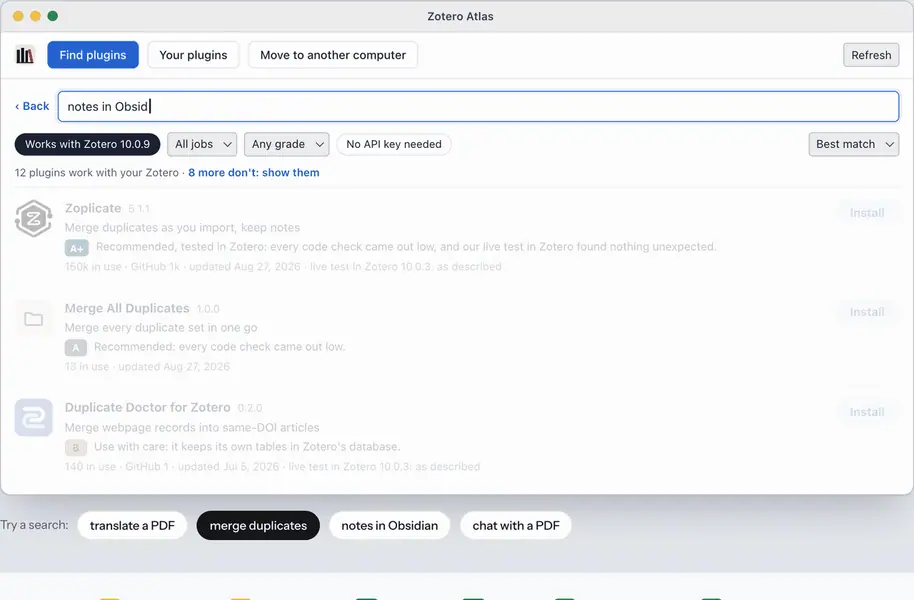 Zotero Atlas
Find plugins Your plugins Move to another computer Refresh
‹ Back notes in Obsid
Works with Zotero 10.0.9 All jobs Any grade No API key needed Best match
12 plugins work with your Zotero · 8 more don't: show them
Zoplicate 5.1.1 Install
Merge duplicates as you import, keep notes
A+ Recommended, tested in Zotero: every code check came out low, and our live test in Zotero found nothing unexpected.
150k in use · GitHub 1k · updated Aug 27, 2026 · live test in Zotero 10.0.3: as described
Merge All Duplicates 1.0.0 Install
Merge every duplicate set in one go
A Recommended: every code check came out low.
13 in use · updated Aug 27, 2026
Duplicate Doctor for Zotero 0.2.0 Install
Merge webpage records into same-DOI articles
B Use with care: it keeps its own tables in Zotero's database.
140 in use · GitHub 1 · updated Jul 5, 2026 · live test in Zotero 10.0.3: as described
Try a search: translate a PDF merge duplicates notes in Obsidian chat with a PDF